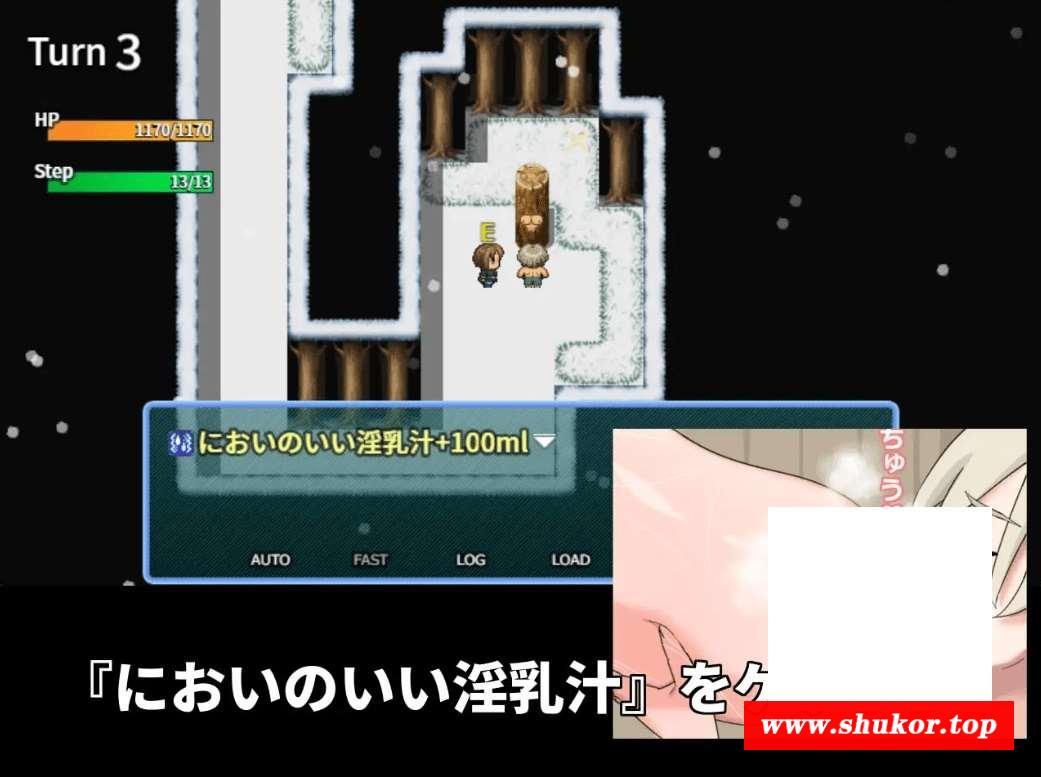 Turn 3
HP
1170/1170
Step
13/13
E
においのいい淫乳汁+100ml
ちゅう
AUTO FAST LOG LOAD
『においのいい淫乳汁』を
www.shukor.top